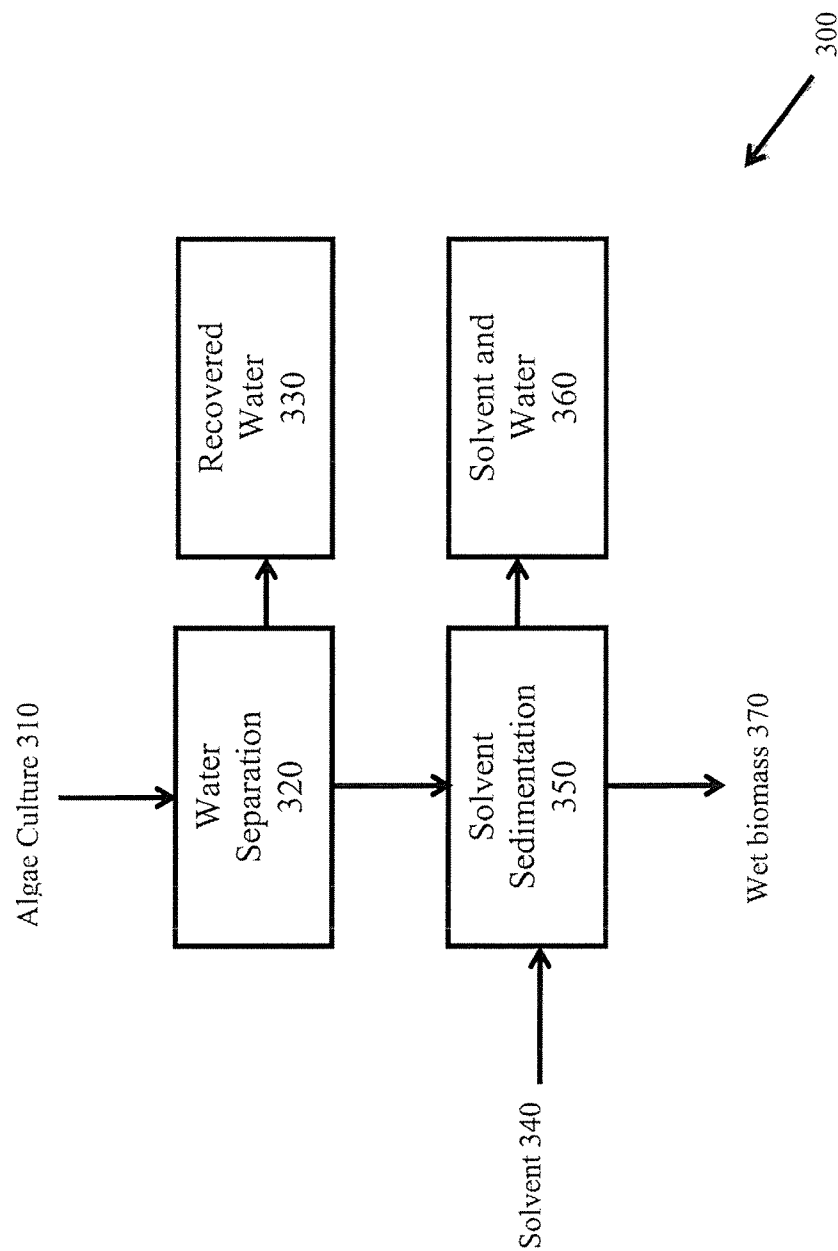 Algae Culture 310
Water
Separation
320
Recovered
Water
330
Solvent 340
Solvent
Sedimentation
350
Solvent and
Water
360
Wet biomass 370
300